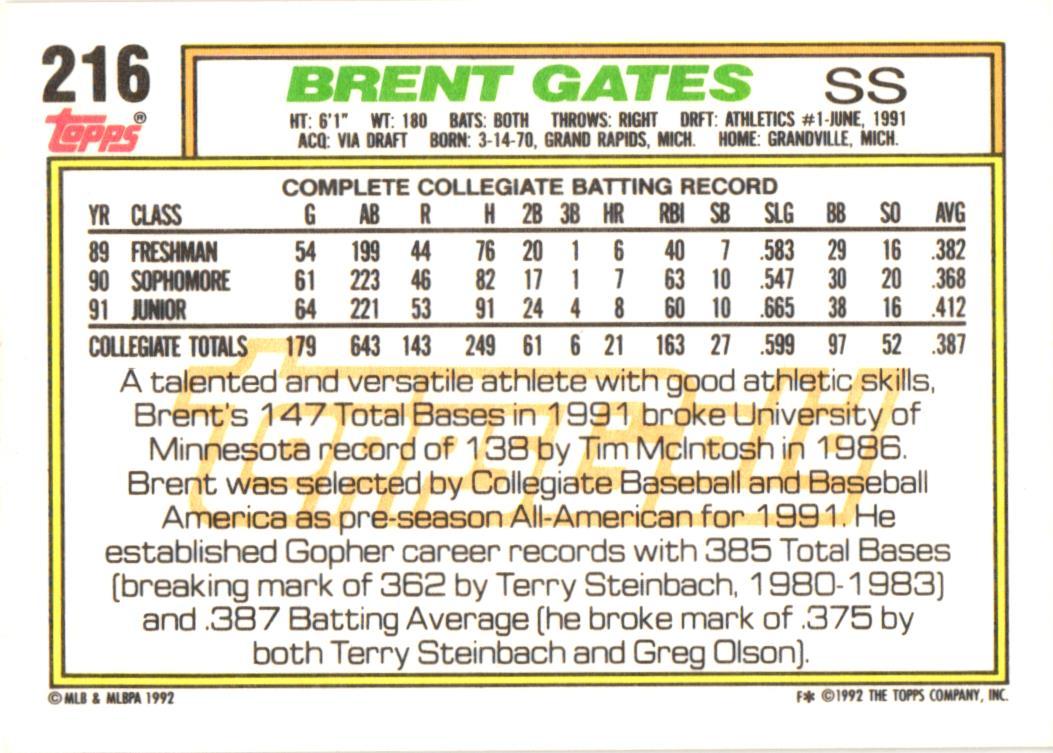 216
topps®
BRENT GATES SS
HT: 6'1" WT: 180 BATS: BOTH THROWS: RIGHT DRFT: ATHLETICS #1-JUNE, 1991
ACQ: VIA DRAFT BORN: 3-14-70, GRAND RAPIDS, MICH. HOME: GRANDVILLE, MICH.
COMPLETE COLLEGIATE BATTING RECORD
YR CLASS G AB R H 2B 3B HR RBI SB SLG BB SO AVG
89 FRESHMAN 54 199 44 76 20 1 6 40 7 .583 29 16 .382
90 SOPHOMORE 61 223 46 82 17 1 7 63 10 .547 30 20 .368
91 JUNIOR 64 221 53 91 24 4 8 60 10 .665 38 16 .412
COLLEGIATE TOTALS 179 643 143 249 61 6 21 163 27 .599 97 52 .387
A talented and versatile athlete with good athletic skills,
Brent's 147 Total Bases in 1991 broke University of
Minnesota record of 138 by Tim McIntosh in 1986.
Brent was selected by Collegiate Baseball and Baseball
America as pre-season All-American for 1991. He
established Gopher career records with 385 Total Bases
(breaking mark of 362 by Terry Steinbach, 1980-1983)
and .387 Batting Average (he broke mark of .375 by
both Terry Steinbach and Greg Olson).
© MLB & MLBPA 1992 F* ©1992 THE TOPPS COMPANY, INC.